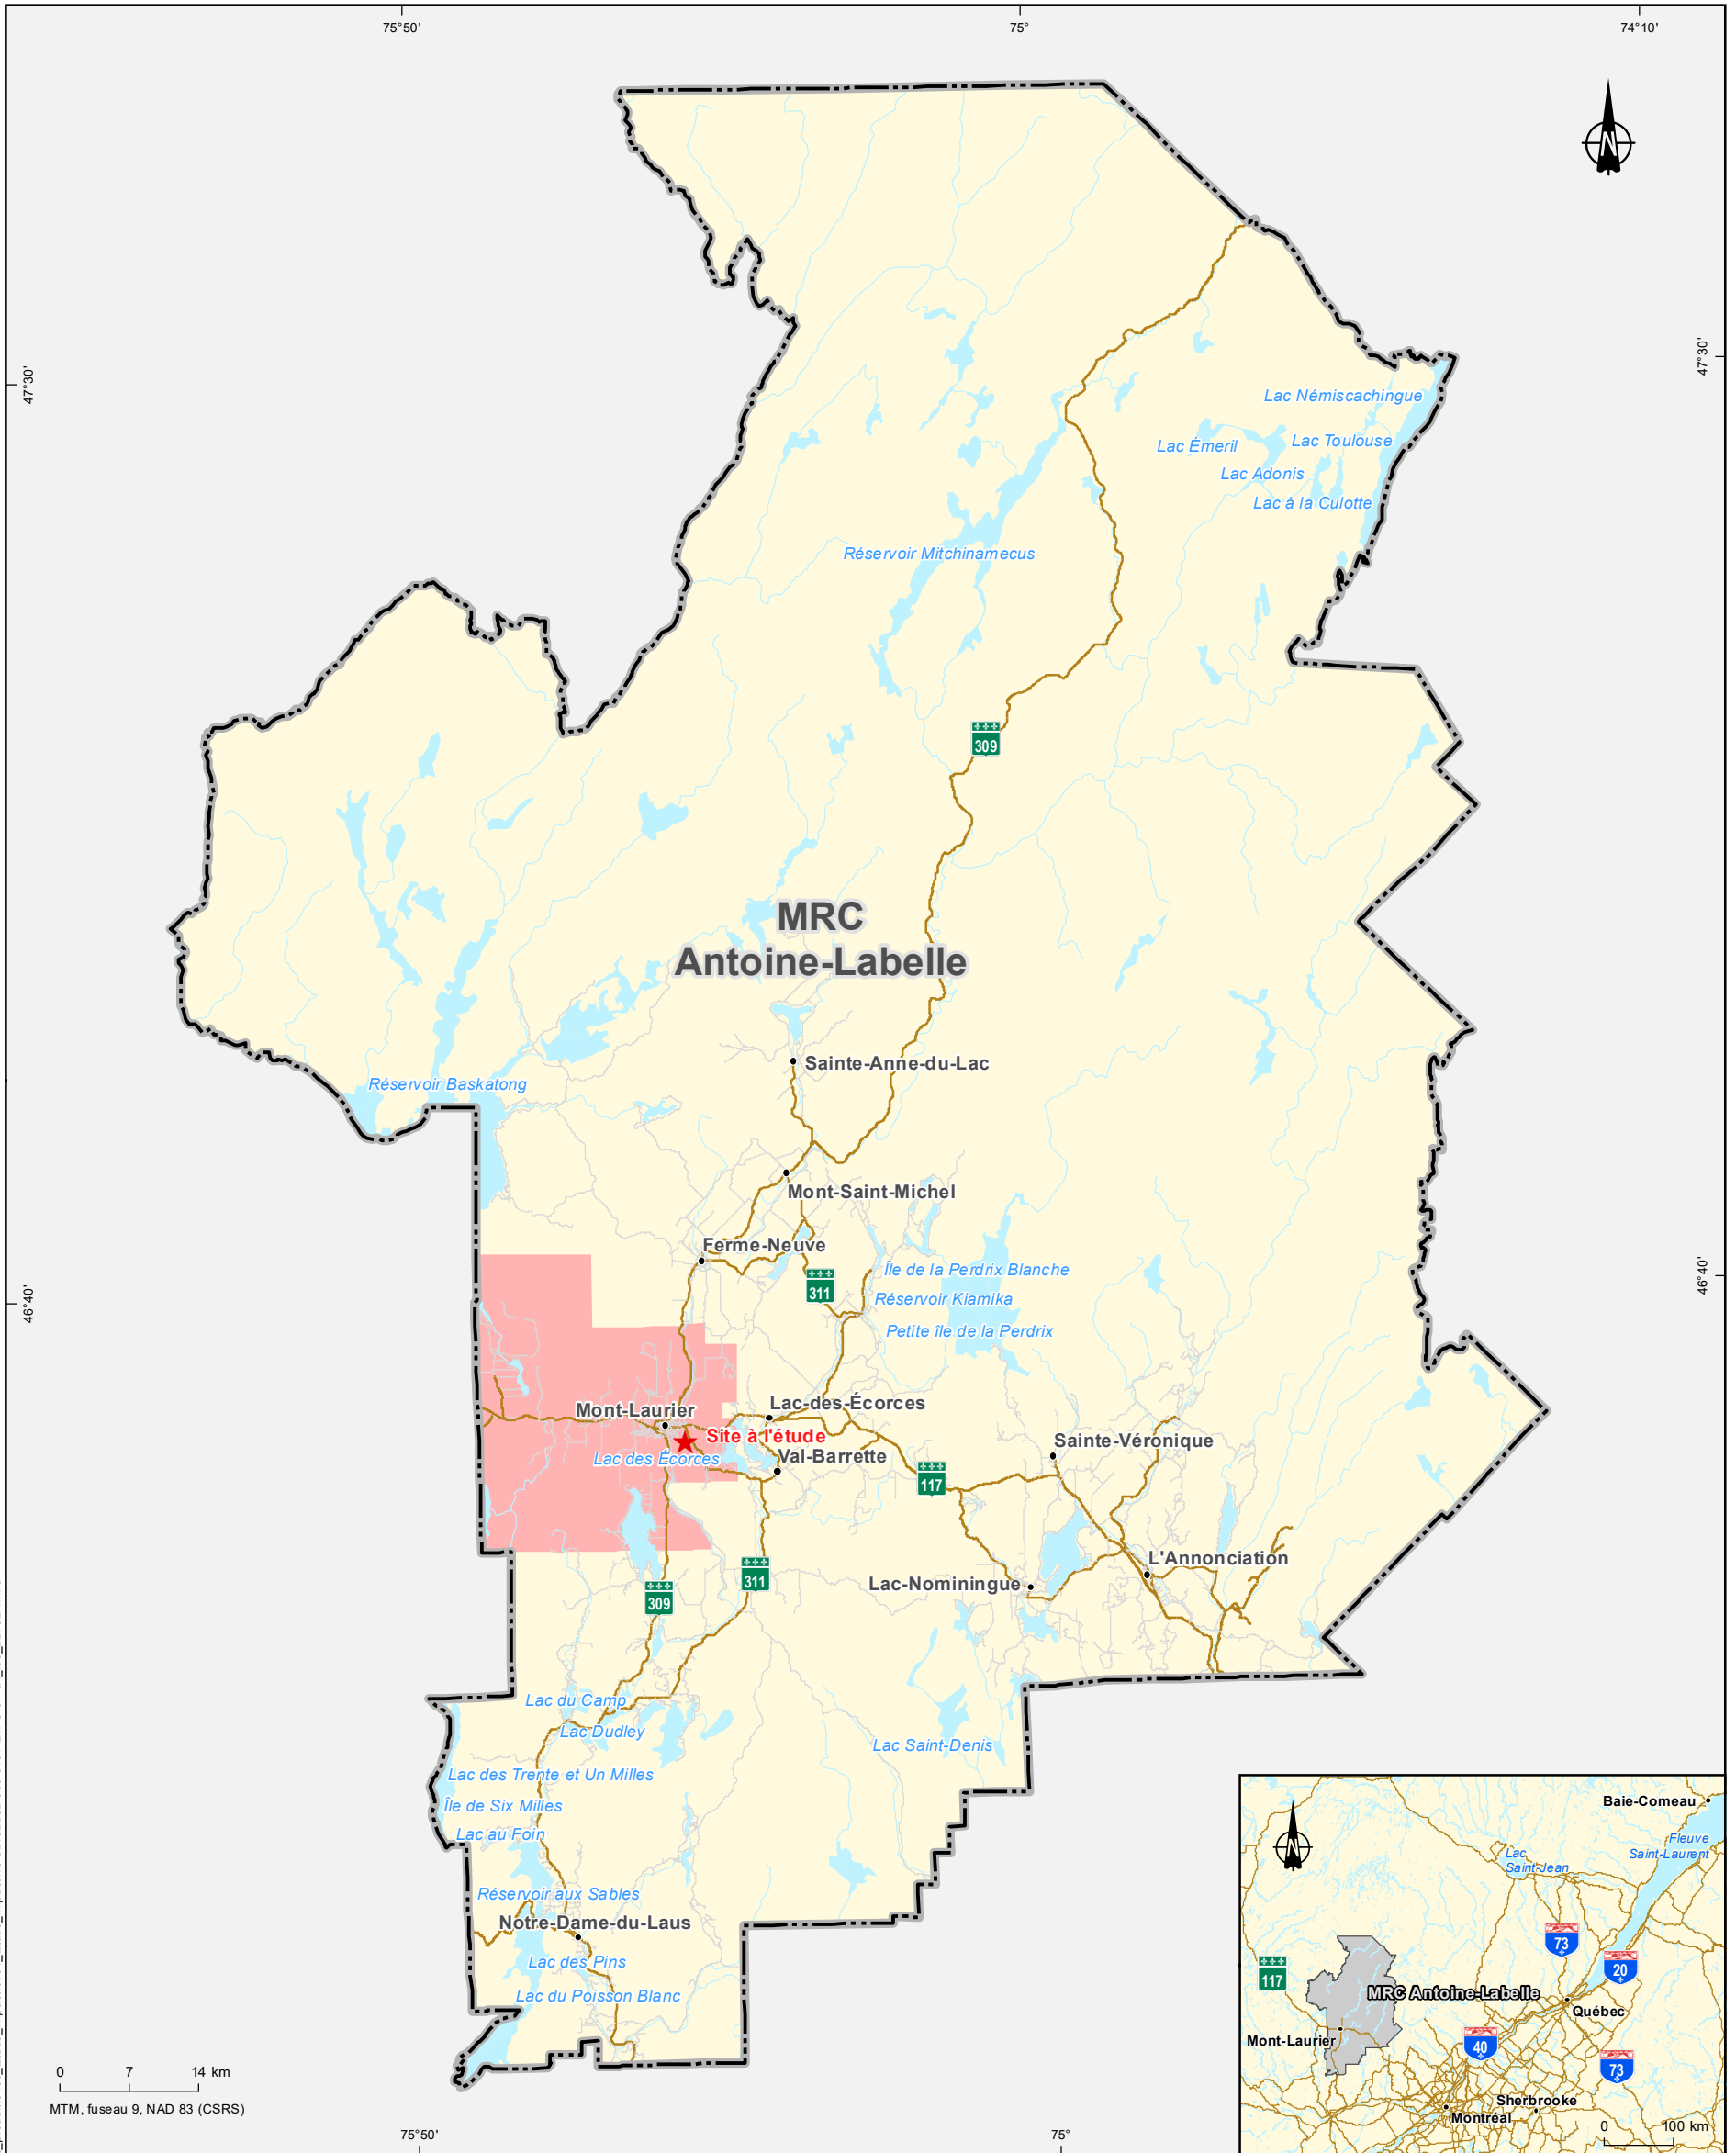 75°50'
75°
74°10'
N
47°30'
47°30'
Lac Némiscachingue
Lac Émeril
Lac Toulouse
Lac Adonis
Lac à la Culotte
Réservoir Mitchinamecus
309
MRC
Antoine-Labelle
Sainte-Anne-du-Lac
Réservoir Baskatong
Mont-Saint-Michel
Ferme-Neuve
Île de la Perdrix Blanche
311
Réservoir Kiamika
46°40'
46°40'
Petite île de la Perdrix
Lac-des-Écorces
Mont-Laurier
Site à l'étude
Sainte-Véronique
Lac des Écorces
Val-Barrette
117
L'Annonciation
311
Lac-Nominingue
309
Lac du Camp
Lac Dudley
Lac Saint-Denis
Lac des Trente et Un Milles
Île de Six Milles
Lac au Foin
Réservoir aux Sables
Notre-Dame-du-Laus
Lac des Pins
Lac du Poisson Blanc
0 7 14 km
MTM, fuseau 9, NAD 83 (CSRS)
75°50'
75°
Baie-Comeau
N
Fleuve
Saint-Laurent
Lac
Saint-Jean
73
20
117
MRC Antoine-Labelle
Québec
Mont-Laurier
40
73
Sherbrooke
Montréal
0 100 km